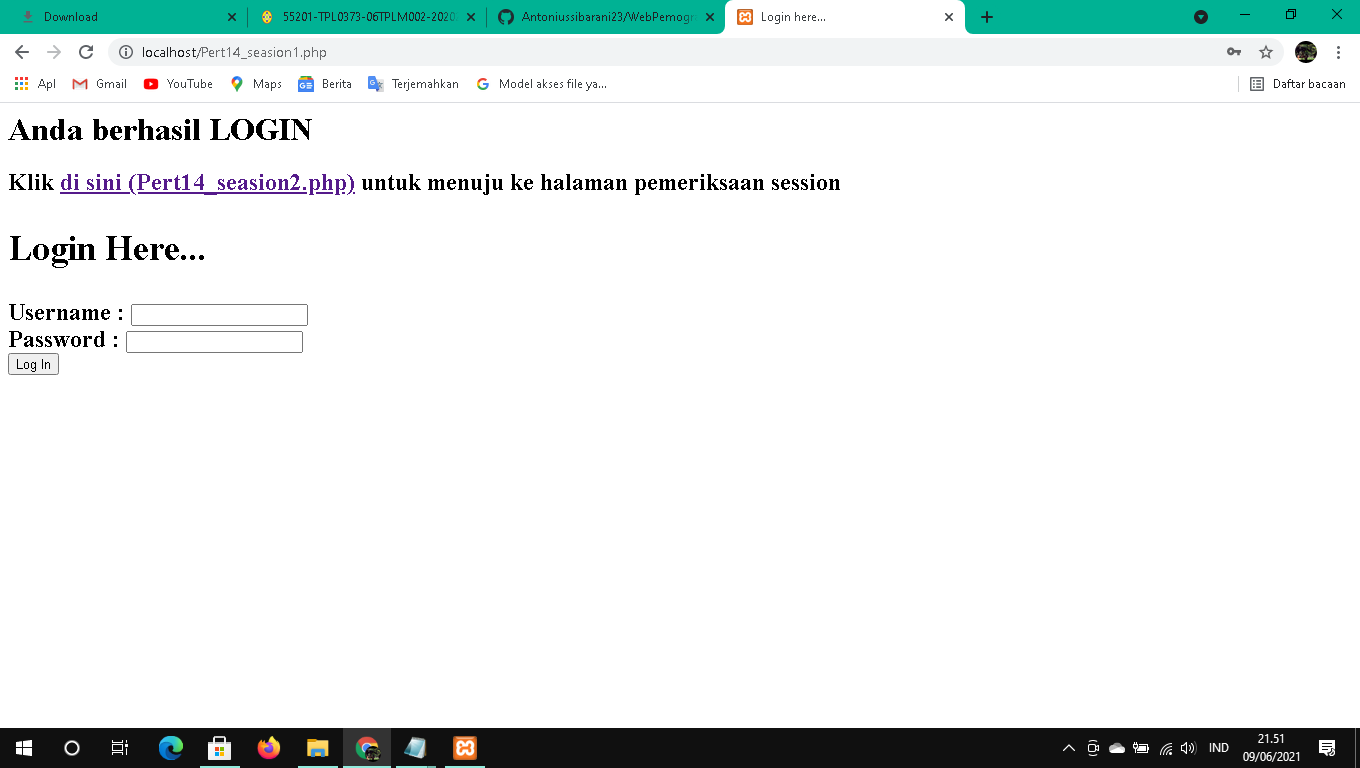 Download
55201-TPL0373-06TPLM002-2020
Antoniussibarani23/WebPemogr
Login here...
localhost/Pert14_seasion1.php
Apl
Gmail
YouTube
Maps
Berita
Terjemahkan
Model akses file ya...
Daftar bacaan
Anda berhasil LOGIN
Klik di sini (Pert14_seasion2.php) untuk menuju ke halaman pemeriksaan session
Login Here...
Username :
Password :
Log In
IND
21.51
09/06/2021